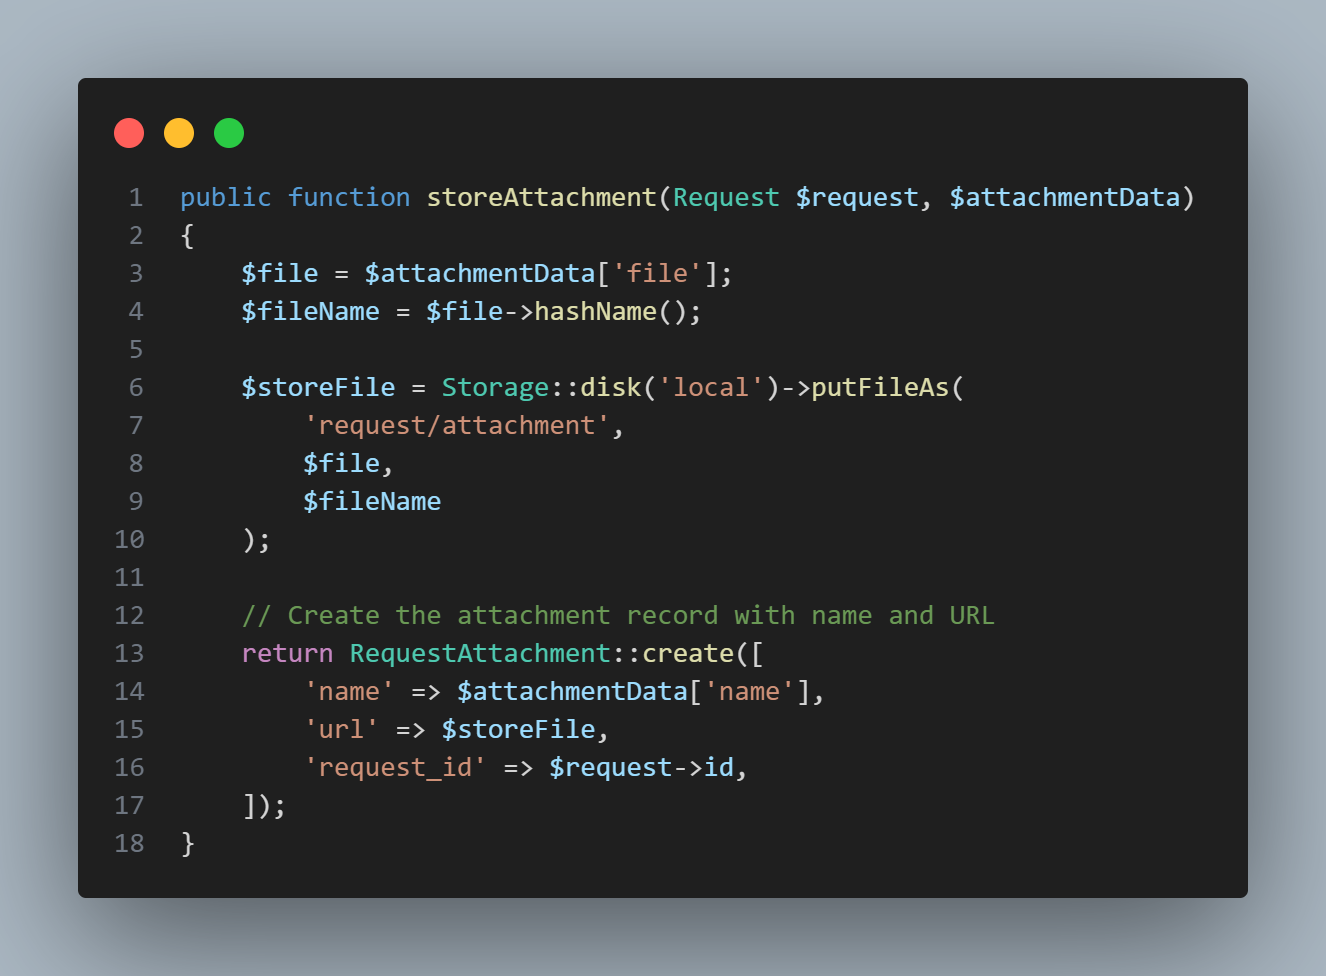 1 public function storeAttachment(Request $request, $attachmentData)
2 {
3     $file = $attachmentData['file'];
4     $fileName = $file->hashName();
5
6     $storeFile = Storage::disk('local')->putFileAs(
7         'request/attachment',
8         $file,
9         $fileName
10     );
11
12     // Create the attachment record with name and URL
13     return RequestAttachment::create([
14         'name' => $attachmentData['name'],
15         'url' => $storeFile,
16         'request_id' => $request->id,
17     ]);
18 }